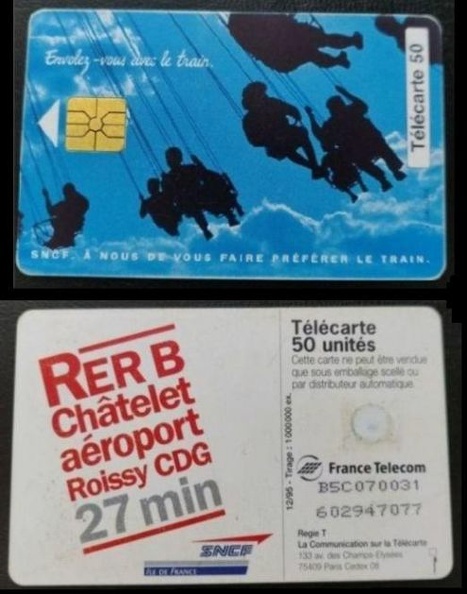 Envolez-vous avec le train.
Télécarte 50
SNCF. À NOUS DE VOUS FAIRE PRÉFÉRER LE TRAIN.
RER B
Châtelet
aéroport
Roissy CDG
27 min
SNCF
ÎLE DE FRANCE
12/95 - Tirage : 1 000 000 ex.
Télécarte
50 unités
Cette carte ne peut être vendue
que sous emballage scellé ou
par distributeur automatique.
France Telecom
B5C070031
602947077
Régie T
La Communication sur la Télécarte
133 av. des Champs-Elysées
75409 Paris Cedex 08